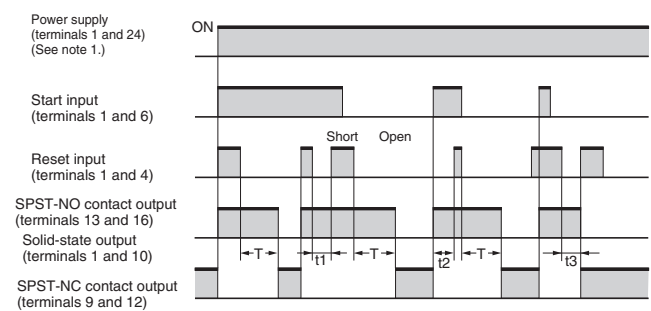 Power supply
(terminals 1 and 24)
(See note 1.)
ON
Start input
(terminals 1 and 6)
Short Open
Reset input
(terminals 1 and 4)
SPST-NO contact output
(terminals 13 and 16)
Solid-state output
(terminals 1 and 10)
T t1 T t2 T t3
SPST-NC contact output
(terminals 9 and 12)